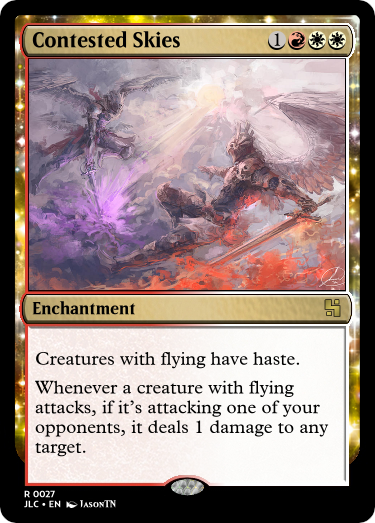 Contested Skies 1
Enchantment
Creatures with flying have haste.
Whenever a creature with flying
attacks, if it's attacking one of your
opponents, it deals 1 damage to any
target.
R 0027
JLC • EN JASONTN